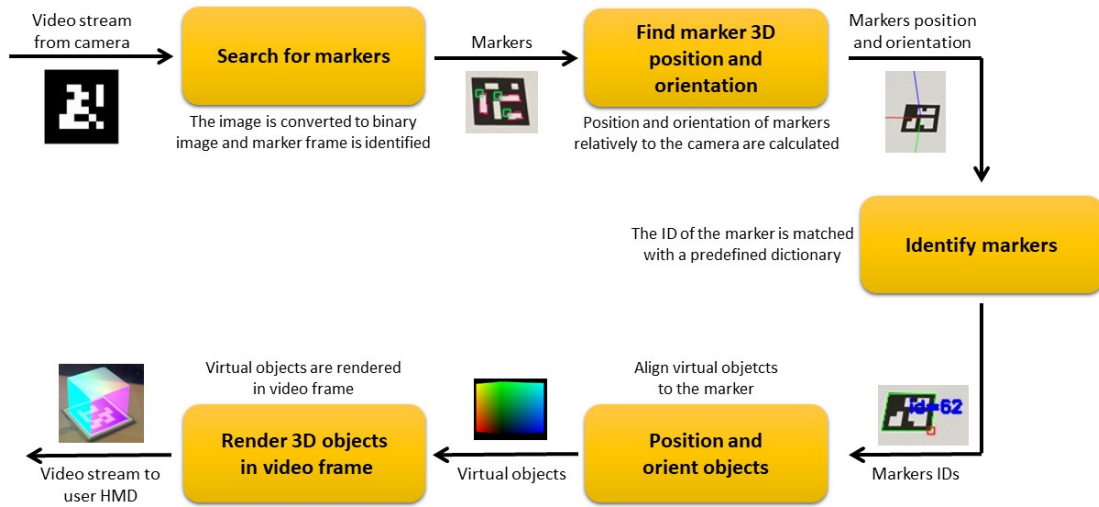 Video stream
from camera
Search for markers
The image is converted to binary
image and marker frame is identified
Markers
Find marker 3D
position and
orientation
Position and orientation of markers
relatively to the camera are calculated
Markers position
and orientation
The ID of the marker is matched
with a predefined dictionary
Identify markers
id=62
Markers IDs
Align virtual objetcts
to the marker
Position and
orient objects
Virtual objects
Virtual objects are rendered
in video frame
Render 3D objects
in video frame
Video stream to
user HMD